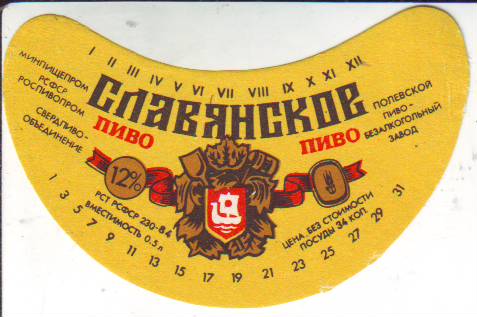 I II III IV V VI VII VIII IX X XI XII
МИНПИЩЕПРОМ
РСФСР
РОСПИВОПРОМ
СВЕРДПИВО-
ОБЪЕДИНЕНИЕ
СЛАВЯНСКОЕ
ПИВО
ПИВО
ПОЛЕВСКОЙ
ПИВО-
БЕЗАЛКОГОЛЬНЫЙ
ЗАВОД
12%
РСТ РСФСР 230-84
ВМЕСТИМОСТЬ 0.5 л
ЦЕНА БЕЗ СТОИМОСТИ
ПОСУДЫ 34 КОП.
1 3 5 7 9 11 13 15 17 19 21 23 25 27 29 31